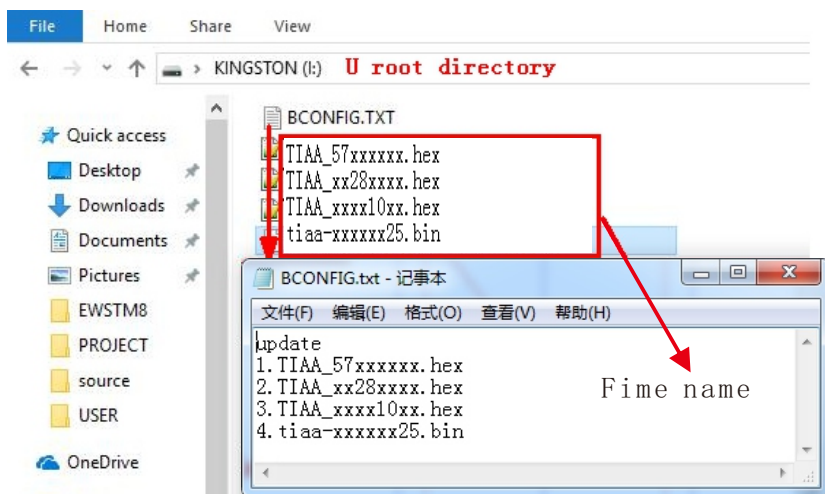 File Home Share View
KINGSTON (I:) U root directory
BCONFIG.TXT
TIAA_57xxxxxx.hex
TIAA_xx28xxxx.hex
TIAA_xxxx10xx.hex
tiaa-xxxxxx25.bin
Quick access
Desktop
Downloads
Documents
Pictures
EWSTM8
PROJECT
source
USER
OneDrive
BCONFIG.txt - 记事本
文件(F) 编辑(E) 格式(O) 查看(V) 帮助(H)
update
1.TIAA_57xxxxxx.hex
2.TIAA_xx28xxxx.hex
3.TIAA_xxxx10xx.hex
4.tiaa-xxxxxx25.bin
Fime name